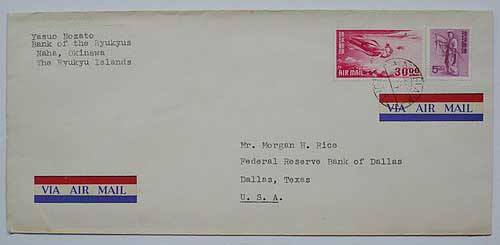 Yasuo Nozato
Bank of the Ryukyus
Naha, Okinawa
The Ryukyu Islands
AIR MAIL 30.00
5
VIA AIR MAIL
Mr. Morgan H. Rice
Federal Reserve Bank of Dallas
Dallas, Texas
U. S. A.
VIA AIR MAIL